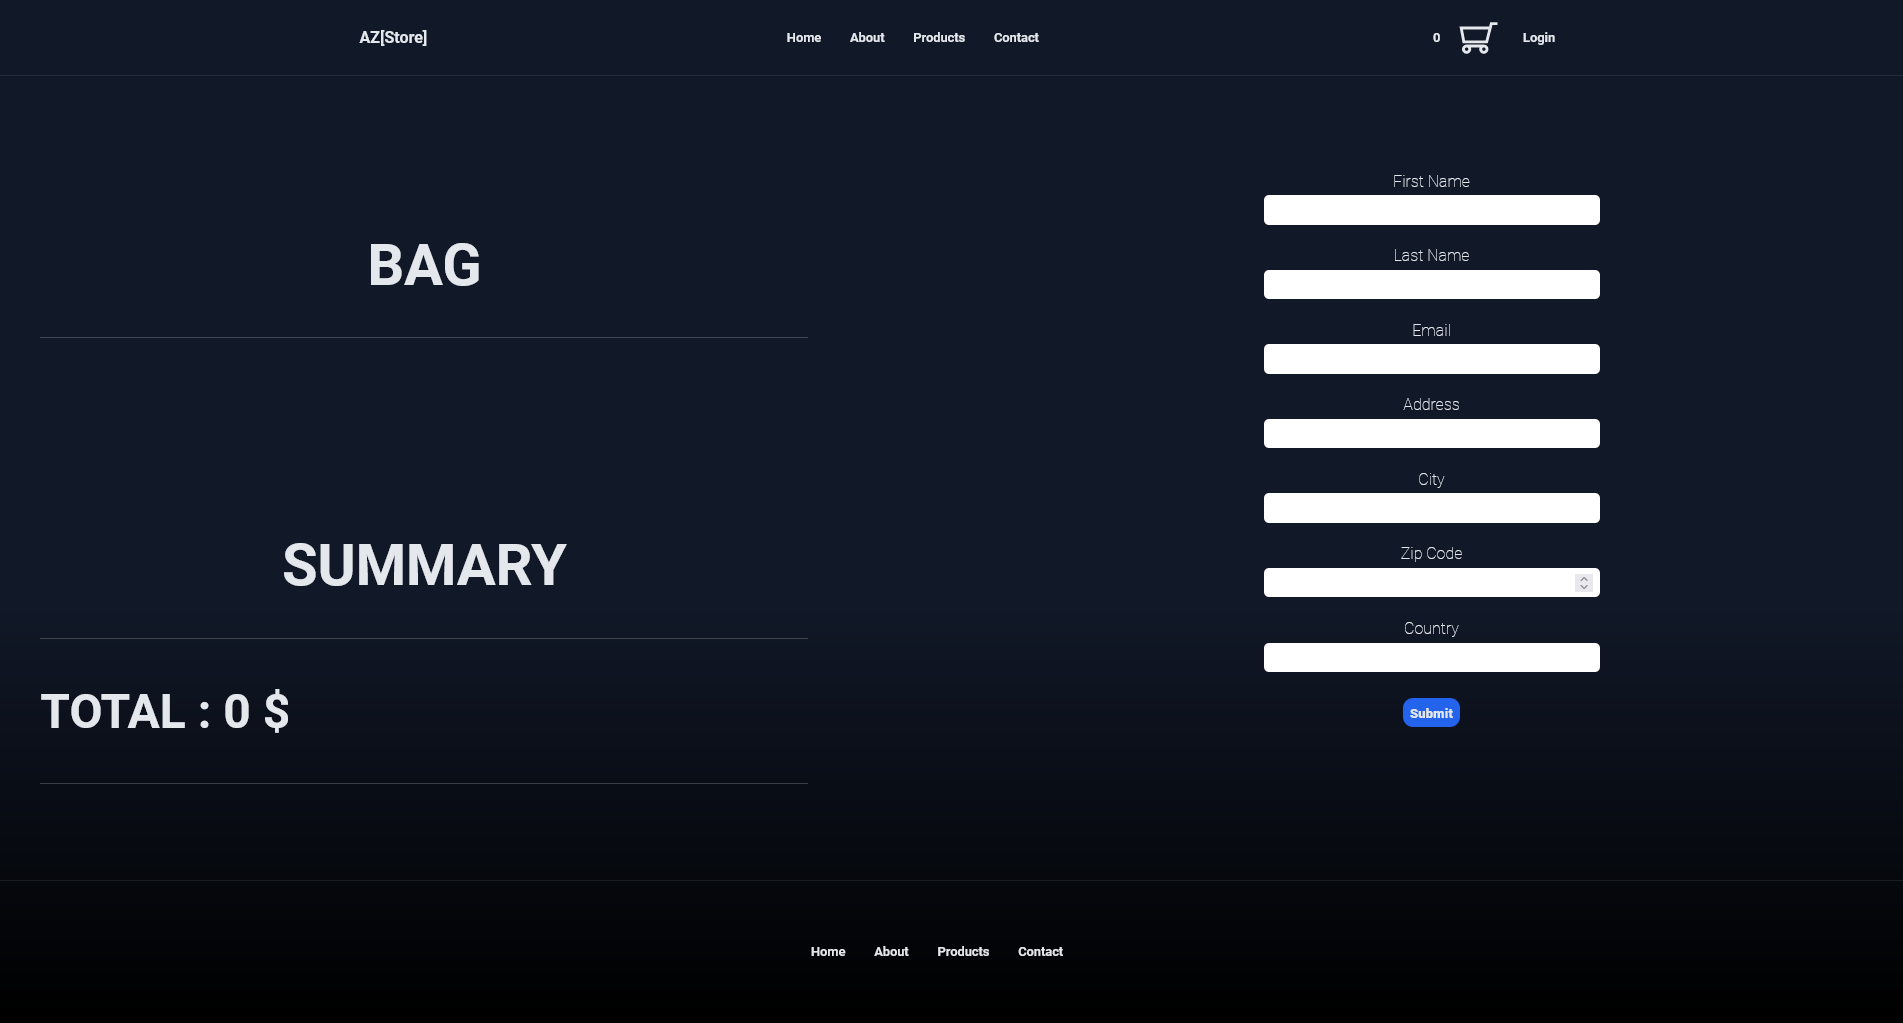 AZ[Store]
Home About Products Contact
0 Login
BAG
SUMMARY
TOTAL : 0 $
First Name
Last Name
Email
Address
City
Zip Code
Country
Submit
Home About Products Contact